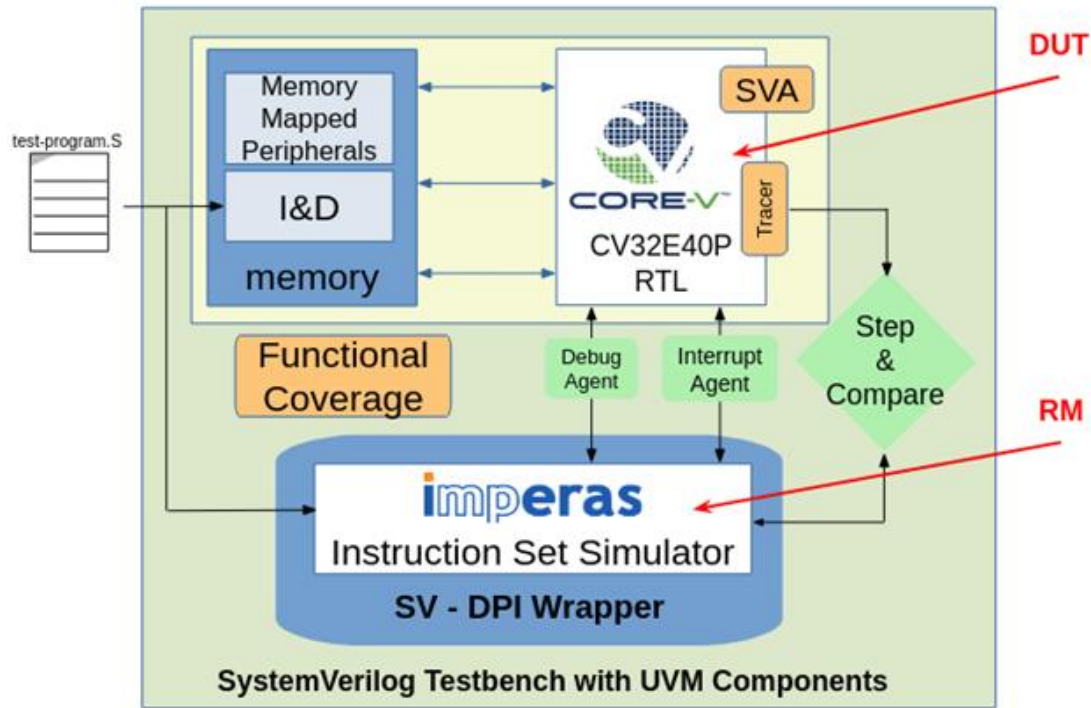 DUT
Memory
Mapped
Peripherals
I&D
memory
SVA
CORE-V™
CV32E40P
RTL
Tracer
test-program.S
Functional
Coverage
Debug
Agent
Interrupt
Agent
Step
&
Compare
RM
imperas
Instruction Set Simulator
SV - DPI Wrapper
SystemVerilog Testbench with UVM Components